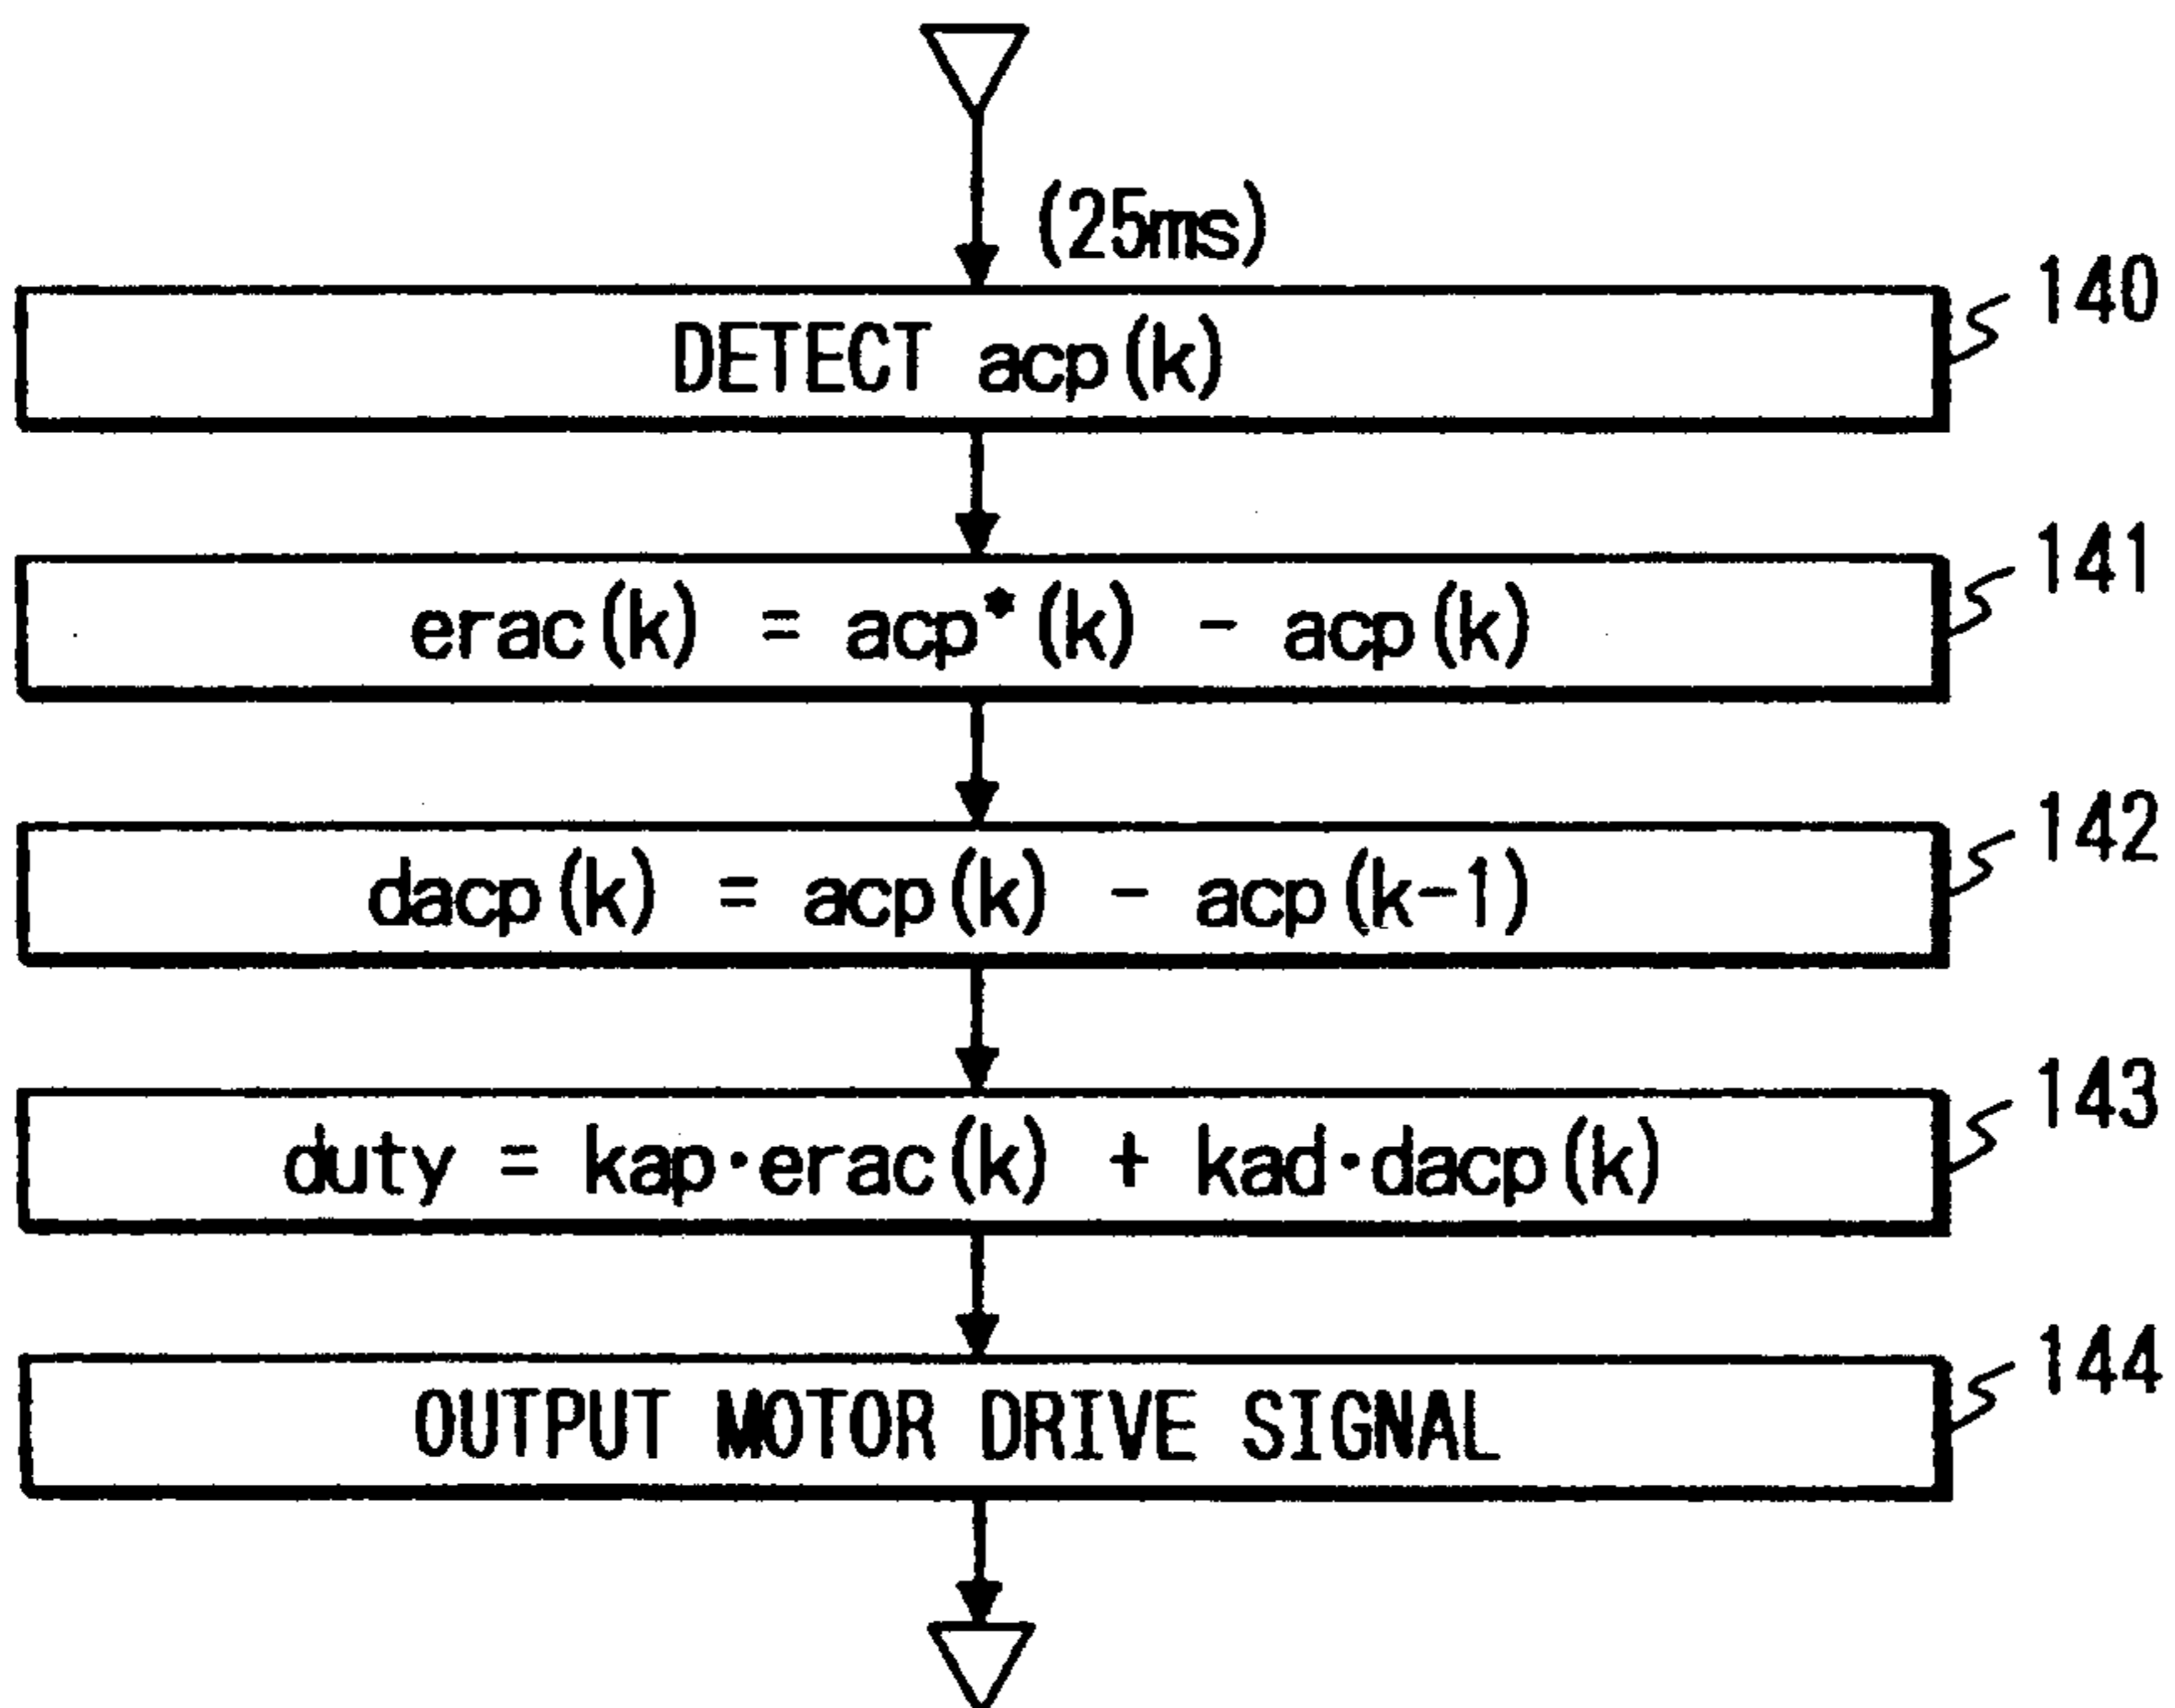 (25ms)
140
DETECT acp(k)
141
erac(k) = acp*(k) - acp(k)
142
dacp(k) = acp(k) - acp(k-1)
143
duty = kap·erac(k) + kad·dacp(k)
144
OUTPUT MOTOR DRIVE SIGNAL